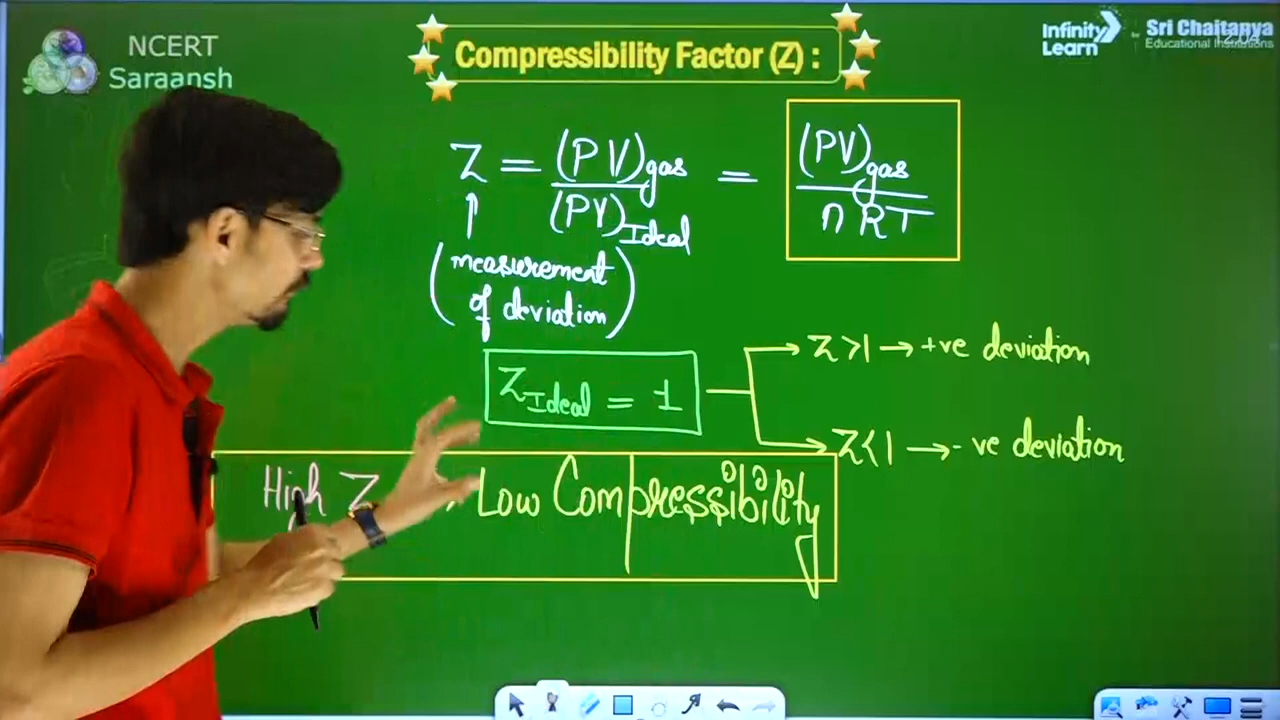 NCERT
Saraansh
Compressibility Factor (Z) :
Infinity
Learn
by
Sri Chaitanya
Educational Institutions
Z = (PV)gas / (PV)Ideal = (PV)gas / nRT
↑
(measurement
of deviation)
Z Ideal = 1
Z > 1 → +ve deviation
Z < 1 → -ve deviation
High Z Low Compressibility